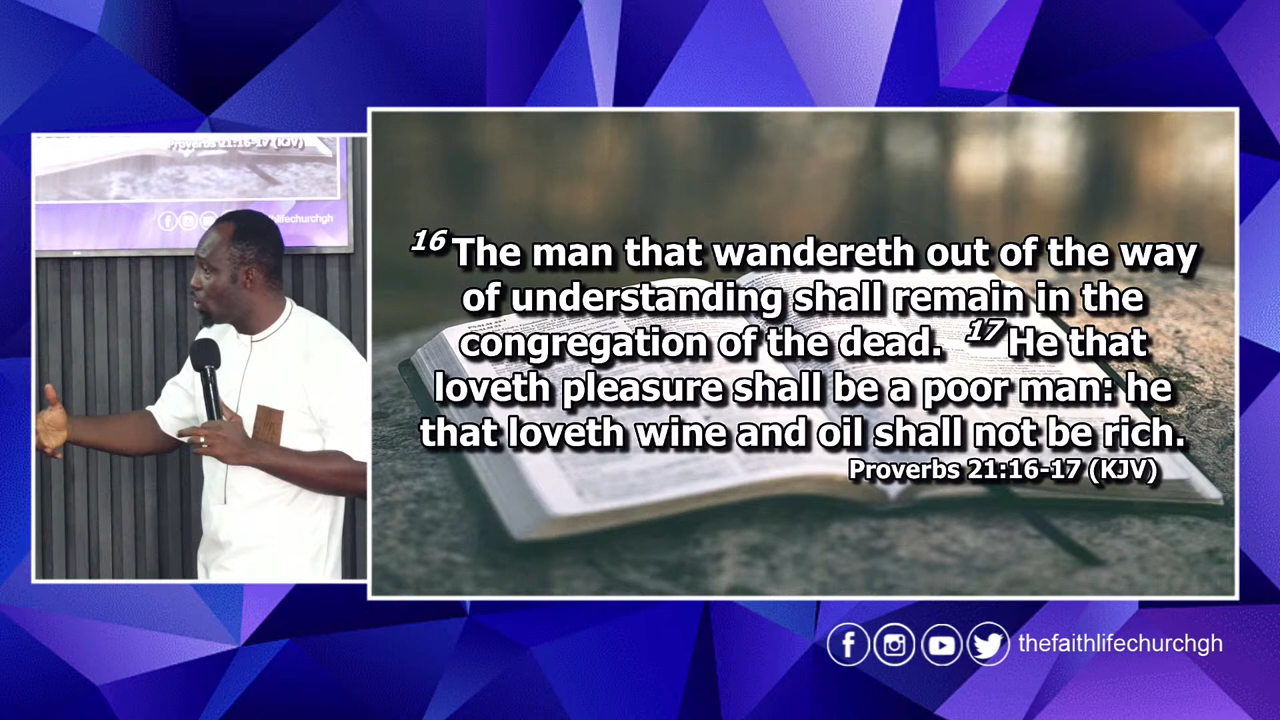 Proverbs 21:16-17 (KJV)
thefaithlifechurchgh
16 The man that wandereth out of the way
of understanding shall remain in the
congregation of the dead. 17 He that
loveth pleasure shall be a poor man: he
that loveth wine and oil shall not be rich.
Proverbs 21:16-17 (KJV)
thefaithlifechurchgh